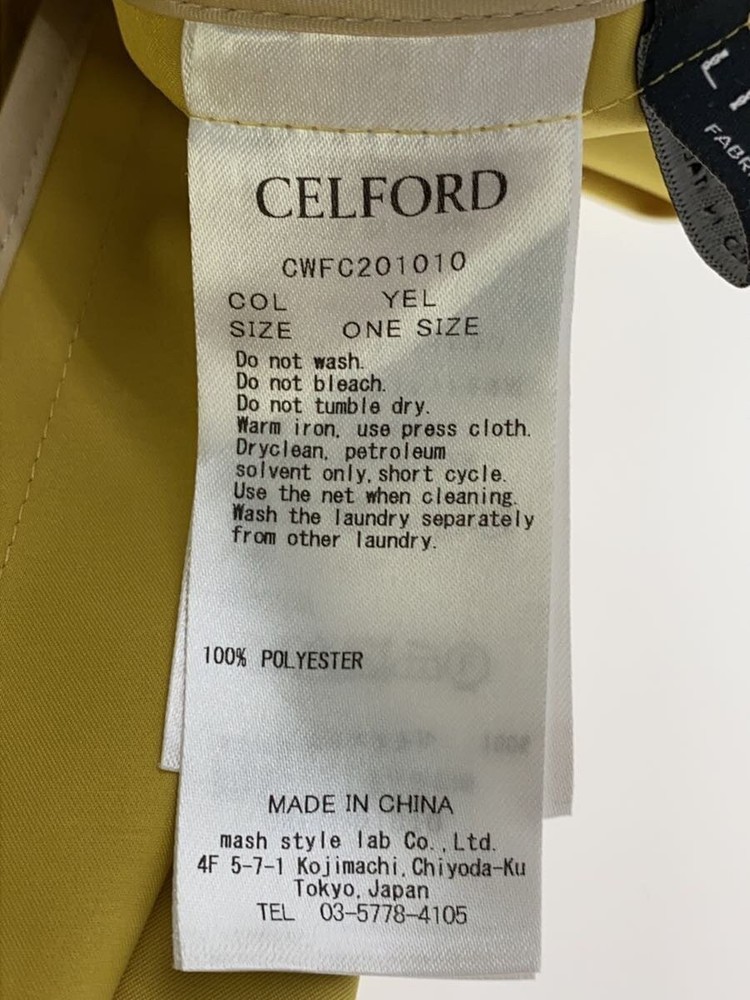 CELFORD
CWFC201010
COL YEL
SIZE ONE SIZE
Do not wash.
Do not bleach.
Do not tumble dry.
Warm iron, use press cloth.
Dryclean, petroleum
solvent only, short cycle.
Use the net when cleaning.
Wash the laundry separately
from other laundry.
100% POLYESTER
MADE IN CHINA
mash style lab Co.,Ltd.
4F 5-7-1 Kojimachi, Chiyoda-Ku
Tokyo, Japan
TEL 03-5778-4105